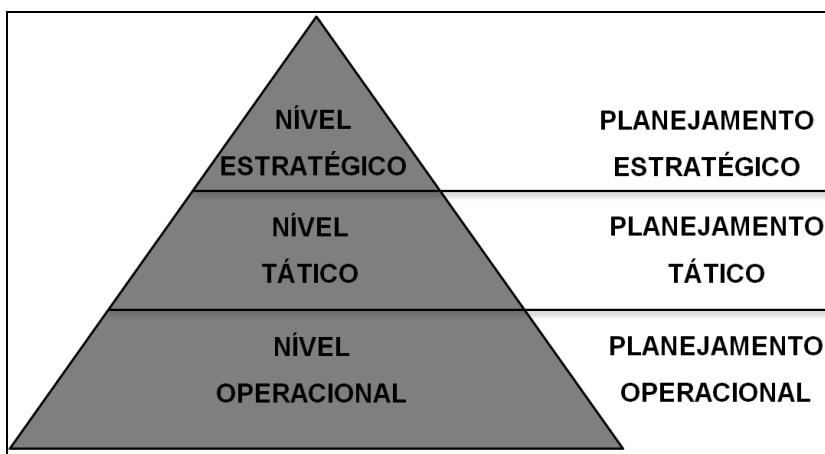 NÍVEL
ESTRATÉGICO
PLANEJAMENTO
ESTRATÉGICO
NÍVEL
TÁTICO
PLANEJAMENTO
TÁTICO
NÍVEL
OPERACIONAL
PLANEJAMENTO
OPERACIONAL